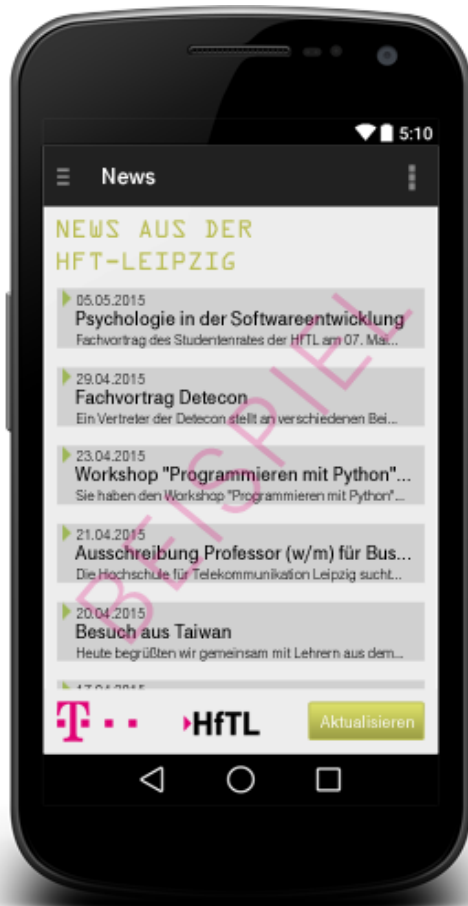 5:10
News
NEWS AUS DER
HFT-LEIPZIG
05.05.2015
Psychologie in der Softwareentwicklung
Fachvortrag des Studentenrates der HfTL am 07. Mai...
29.04.2015
Fachvortrag Detecon
Ein Vertreter der Detecon stellt an verschiedenen Bei...
23.04.2015
Workshop "Programmieren mit Python"...
Sie haben den Workshop "Programmieren mit Python"...
21.04.2015
Ausschreibung Professor (w/m) für Bus...
Die Hochschule für Telekommunikation Leipzig sucht...
20.04.2015
Besuch aus Taiwan
Heute begrüßten wir gemeinsam mit Lehrern aus dem...
17.04.2015
BEISPIEL
T
HfTL
Aktualisieren